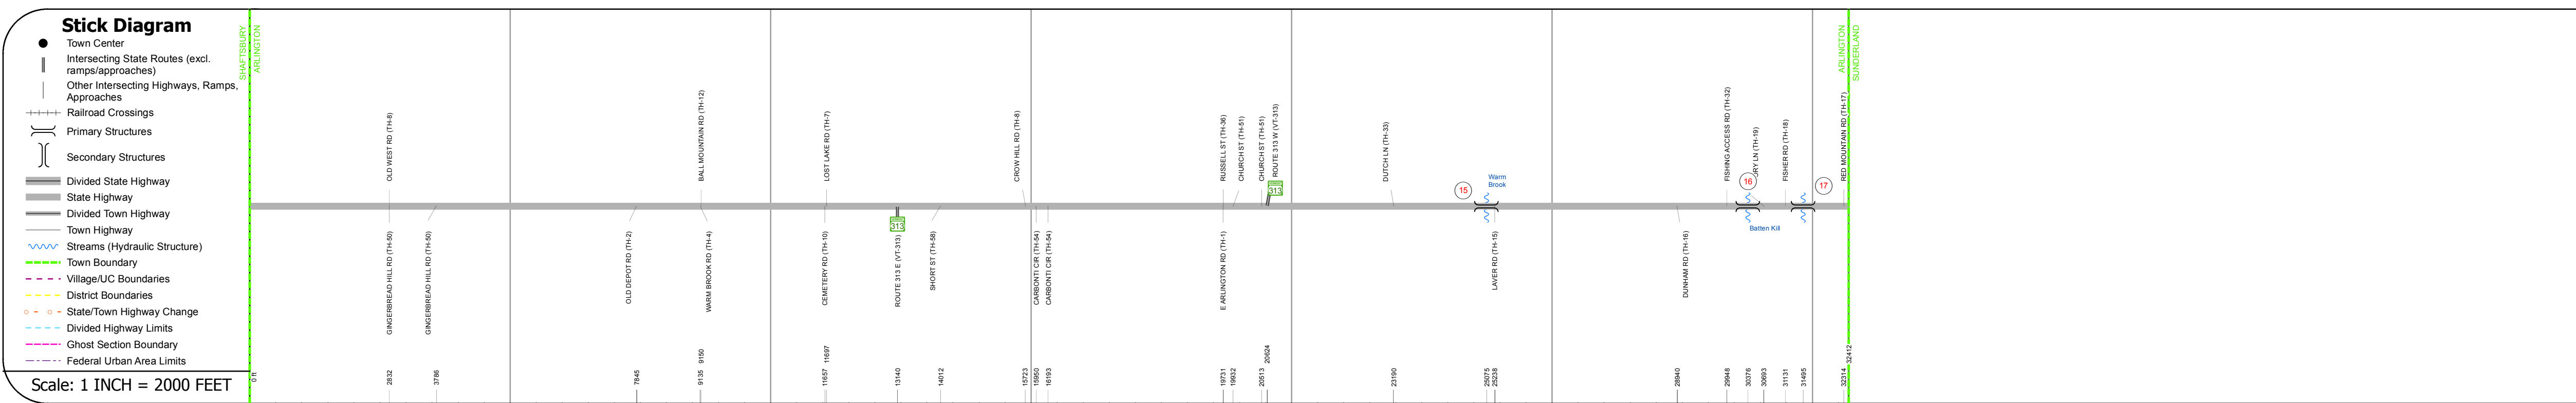 Stick Diagram
Town Center
Intersecting State Routes (excl.
ramps/approaches)
Other Intersecting Highways, Ramps,
Approaches
Railroad Crossings
Primary Structures
Secondary Structures
Divided State Highway
State Highway
Divided Town Highway
Town Highway
Streams (Hydraulic Structure)
Town Boundary
Village/UC Boundaries
District Boundaries
State/Town Highway Change
Divided Highway Limits
Ghost Section Boundary
Federal Urban Area Limits
Scale: 1 INCH = 2000 FEET
SHAFTSBURY
ARLINGTON
OLD WEST RD (TH-8)
BALL MOUNTAIN RD (TH-12)
LOST LAKE RD (TH-7)
CROW HILL RD (TH-8)
RUSSELL ST (TH-36)
CHURCH ST (TH-51)
CHURCH ST (TH-51)
ROUTE 313 W (VT-313)
313
DUTCH LN (TH-33)
15
Warm
Brook
FISHING ACCESS RD (TH-32)
16
DRY LN (TH-19)
FISHER RD (TH-18)
17
RED MOUNTAIN RD (TH-17)
ARLINGTON
SUNDERLAND
GINGERBREAD HILL RD (TH-50)
GINGERBREAD HILL RD (TH-50)
OLD DEPOT RD (TH-2)
WARM BROOK RD (TH-4)
CEMETERY RD (TH-10)
313
ROUTE 313 E (VT-313)
SHORT ST (TH-58)
CARBONTI CIR (TH-54)
CARBONTI CIR (TH-54)
E ARLINGTON RD (TH-1)
LAVER RD (TH-15)
DUNHAM RD (TH-16)
Batten Kill
0 ft
2832
3786
7845
9135
9150
11657
11697
13140
14012
15723
15950
16193
19731
19932
20513
20624
23190
25075
25238
28940
29948
30376
30693
31131
31495
32314
32412